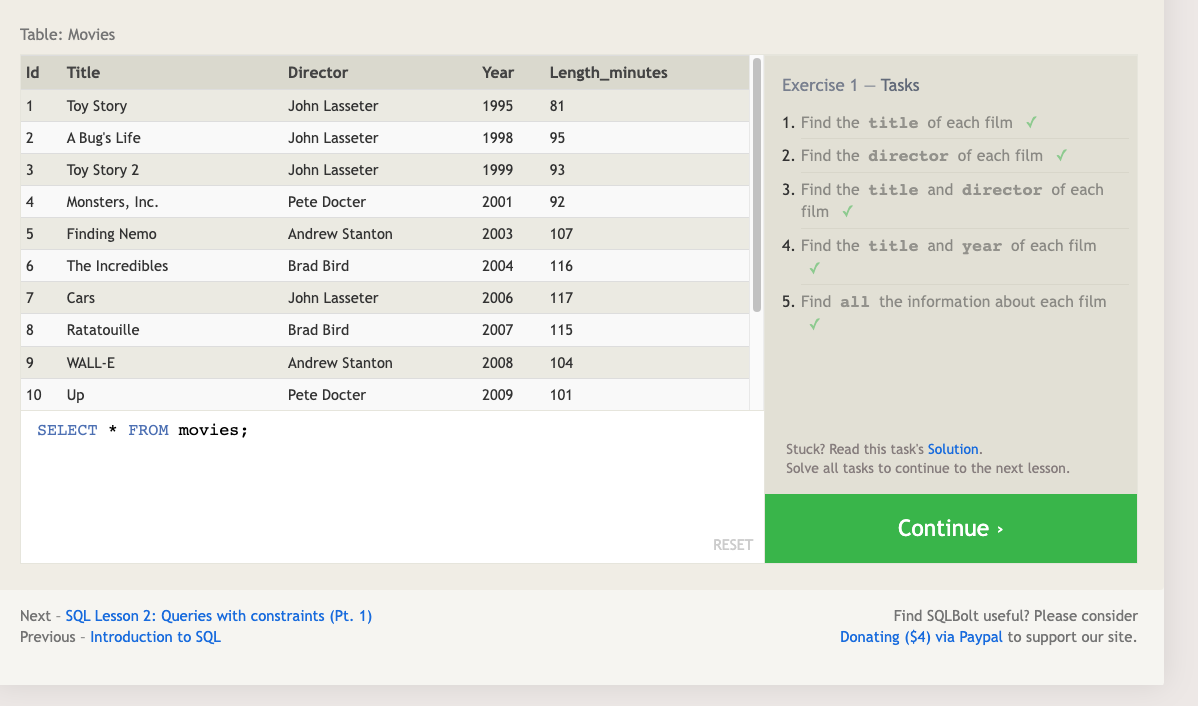 Table: Movies
Id Title Director Year Length_minutes
1 Toy Story John Lasseter 1995 81
2 A Bug's Life John Lasseter 1998 95
3 Toy Story 2 John Lasseter 1999 93
4 Monsters, Inc. Pete Docter 2001 92
5 Finding Nemo Andrew Stanton 2003 107
6 The Incredibles Brad Bird 2004 116
7 Cars John Lasseter 2006 117
8 Ratatouille Brad Bird 2007 115
9 WALL-E Andrew Stanton 2008 104
10 Up Pete Docter 2009 101
SELECT * FROM movies;
RESET
Exercise 1 — Tasks
1. Find the title of each film ✓
2. Find the director of each film ✓
3. Find the title and director of each
film ✓
4. Find the title and year of each film
✓
5. Find all the information about each film
✓
Stuck? Read this task's Solution.
Solve all tasks to continue to the next lesson.
Continue ›
Next - SQL Lesson 2: Queries with constraints (Pt. 1)
Previous - Introduction to SQL
Find SQLBolt useful? Please consider
Donating ($4) via Paypal to support our site.